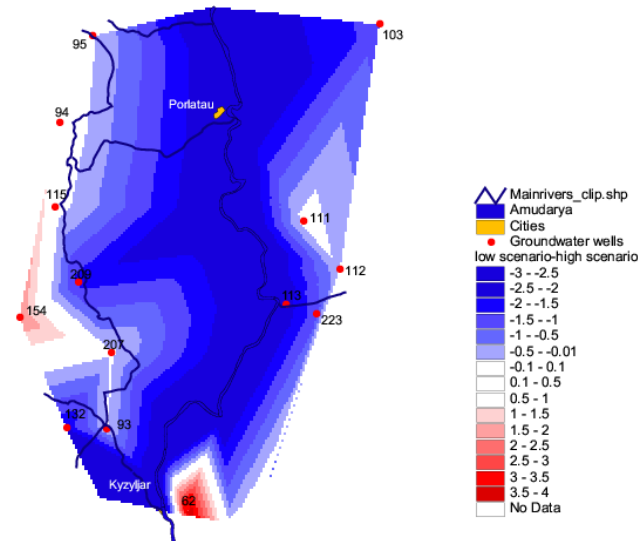 103
95
Porlatau
94
115
111
112
209
113
154
223
207
132
93
Kyzyljar
62
Mainrivers_clip.shp
Amudarya
Cities
Groundwater wells
low scenario-high scenario
-3 - -2.5
-2.5 - -2
-2 - -1.5
-1.5 - -1
-1 - -0.5
-0.5 - -0.01
-0.1 - 0.1
0.1 - 0.5
0.5 - 1
1 - 1.5
1.5 - 2
2 - 2.5
2.5 - 3
3 - 3.5
3.5 - 4
No Data